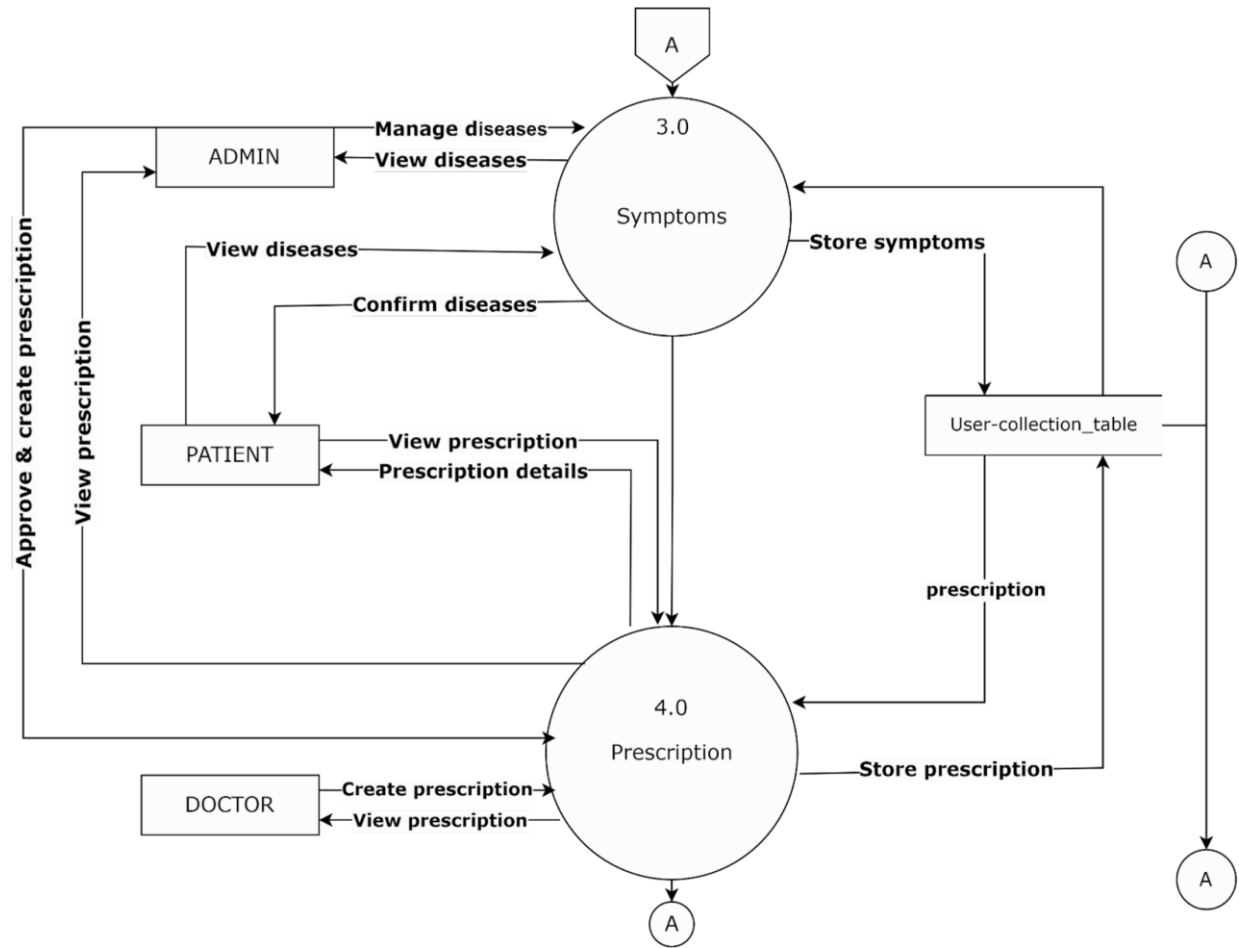 A
3.0
Manage diseases
ADMIN
View diseases
Symptoms
Store symptoms
View diseases
A
Confirm diseases
Approve & create prescription
View prescription
User-collection_table
View prescription
PATIENT
Prescription details
prescription
4.0
Prescription
Store prescription
Create prescription
DOCTOR
View prescription
A
A